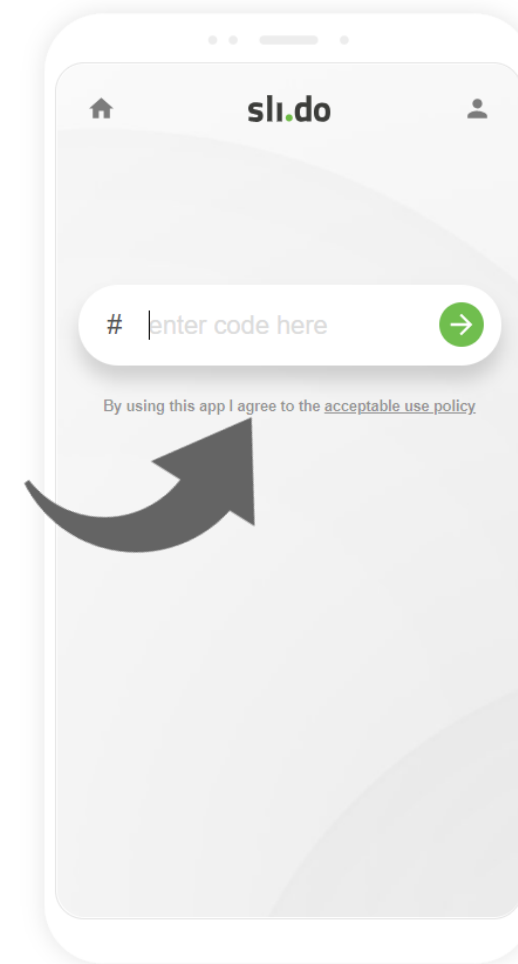 sli.do
# enter code here
By using this app I agree to the acceptable use policy